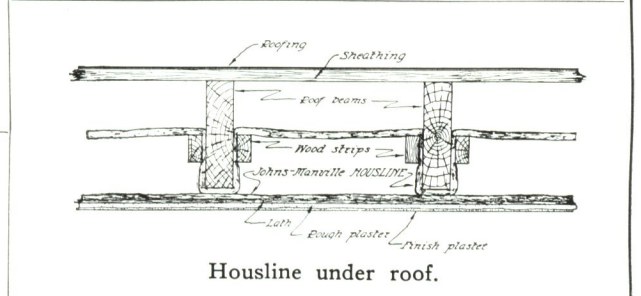 Roofing
Sheathing
Roof beams
Wood strips
Johns-Manville HOUSLINE
Lath
Rough plaster
Finish plaster
Housline under roof.